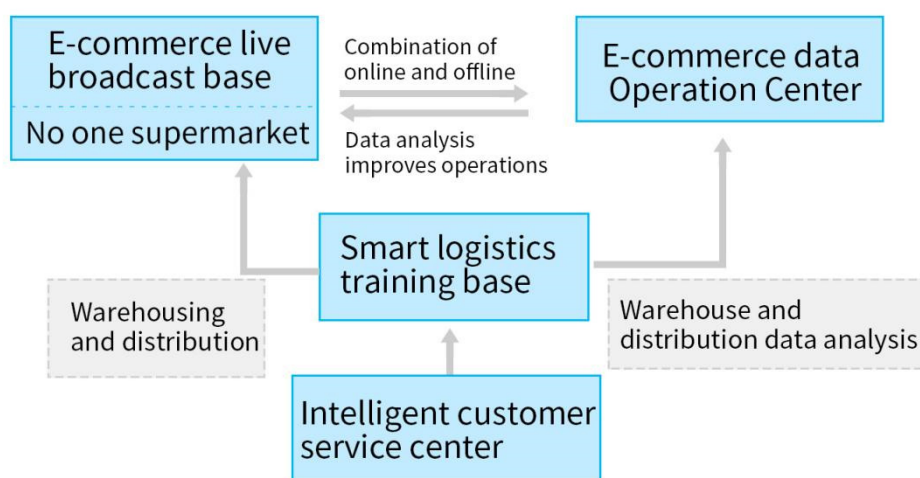 E-commerce live
broadcast base
No one supermarket
Combination of
online and offline
Data analysis
improves operations
E-commerce data
Operation Center
Smart logistics
training base
Warehousing
and distribution
Warehouse and
distribution data analysis
Intelligent customer
service center